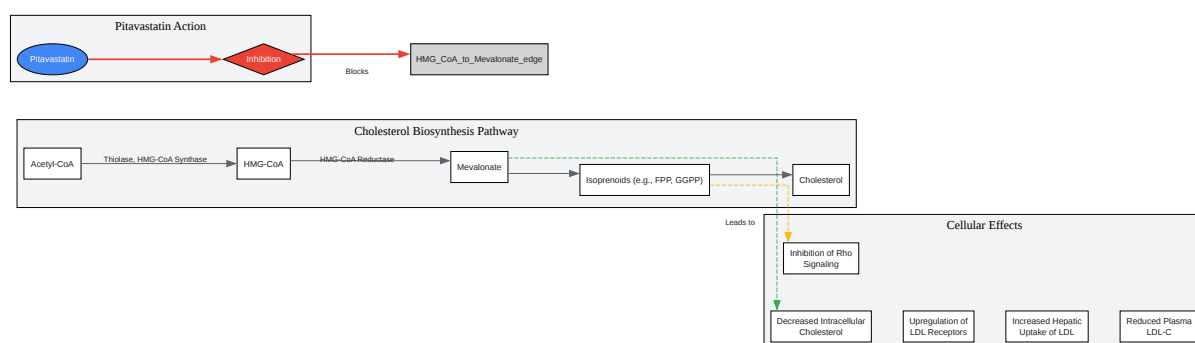 Pitavastatin Action
Pitavastatin
Inhibition
Blocks
HMG_CoA_to_Mevalonate_edge
Cholesterol Biosynthesis Pathway
Acetyl-CoA
Thiolase, HMG-CoA Synthase
HMG-CoA
HMG-CoA Reductase
Mevalonate
Isoprenoids (e.g., FPP, GGPP)
Cholesterol
Leads to
Cellular Effects
Inhibition of Rho
Signaling
Decreased Intracellular
Cholesterol
Upregulation of
LDL Receptors
Increased Hepatic
Uptake of LDL
Reduced Plasma
LDL-C